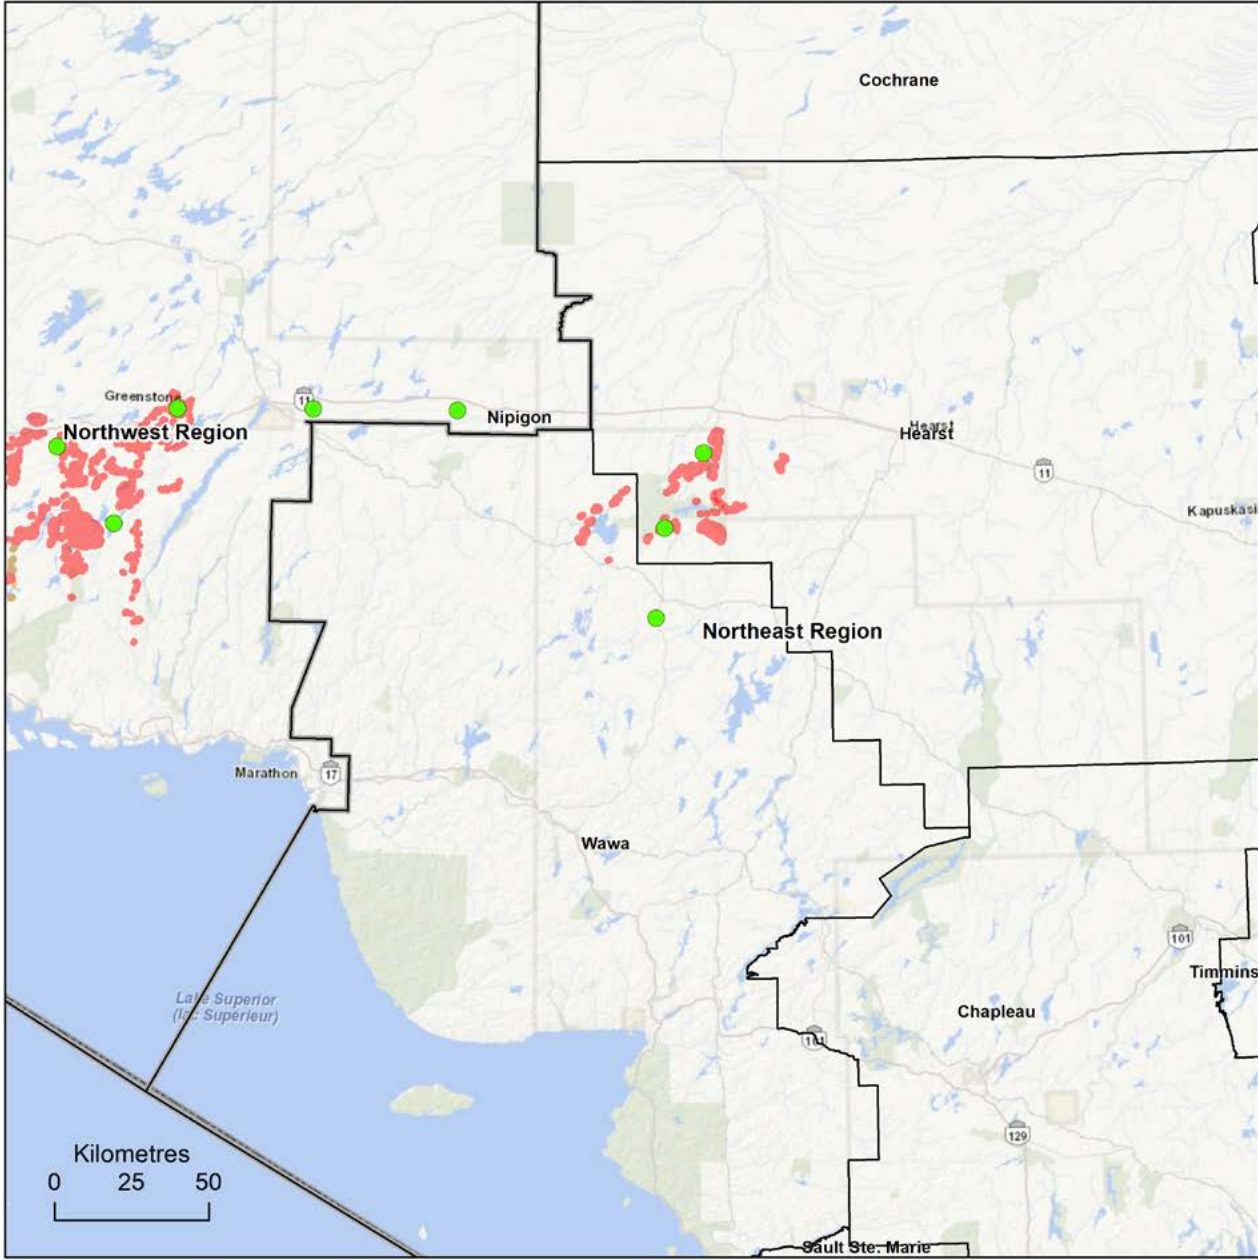 Cochrane
Greenstone
11
Nipigon
Northwest Region
Hearst
Hearst
11
Kapuskasi
Northeast Region
Marathon
17
Wawa
101
Timmins
Lake Superior
(lac Supérieur)
Chapleau
101
129
Kilometres
0 25 50
Sault Ste. Marie